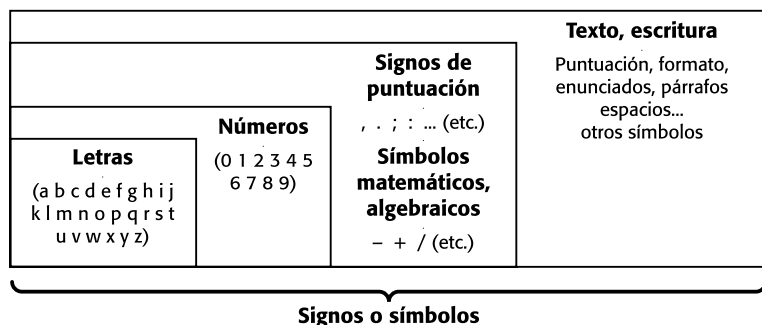 Letras
(a b c d e f g h i j
k l m n o p q r s t
u v w x y z)
Números
(0 1 2 3 4 5
6 7 8 9)
Signos de
puntuación
, . ; : ... (etc.)
Símbolos
matemáticos,
algebraicos
– + / (etc.)
Texto, escritura
Puntuación, formato,
enunciados, párrafos
espacios...
otros símbolos
Signos o símbolos